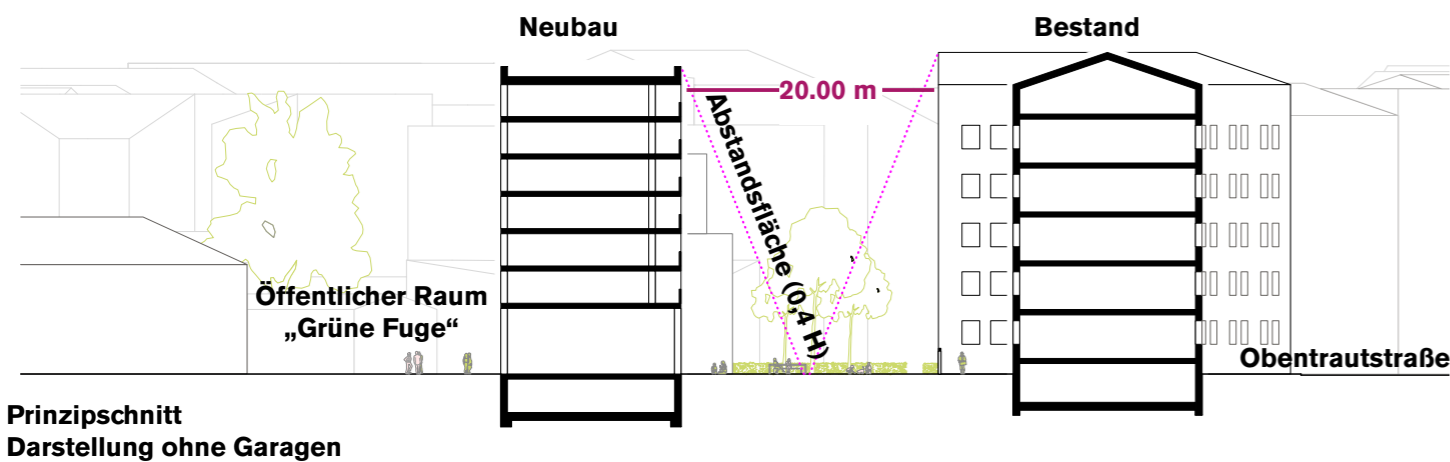 Neubau
Bestand
20.00 m
Abstandsfläche (0,4 H)
Öffentlicher Raum
„Grüne Fuge“
Obentrautstraße
Prinzipschnitt
Darstellung ohne Garagen